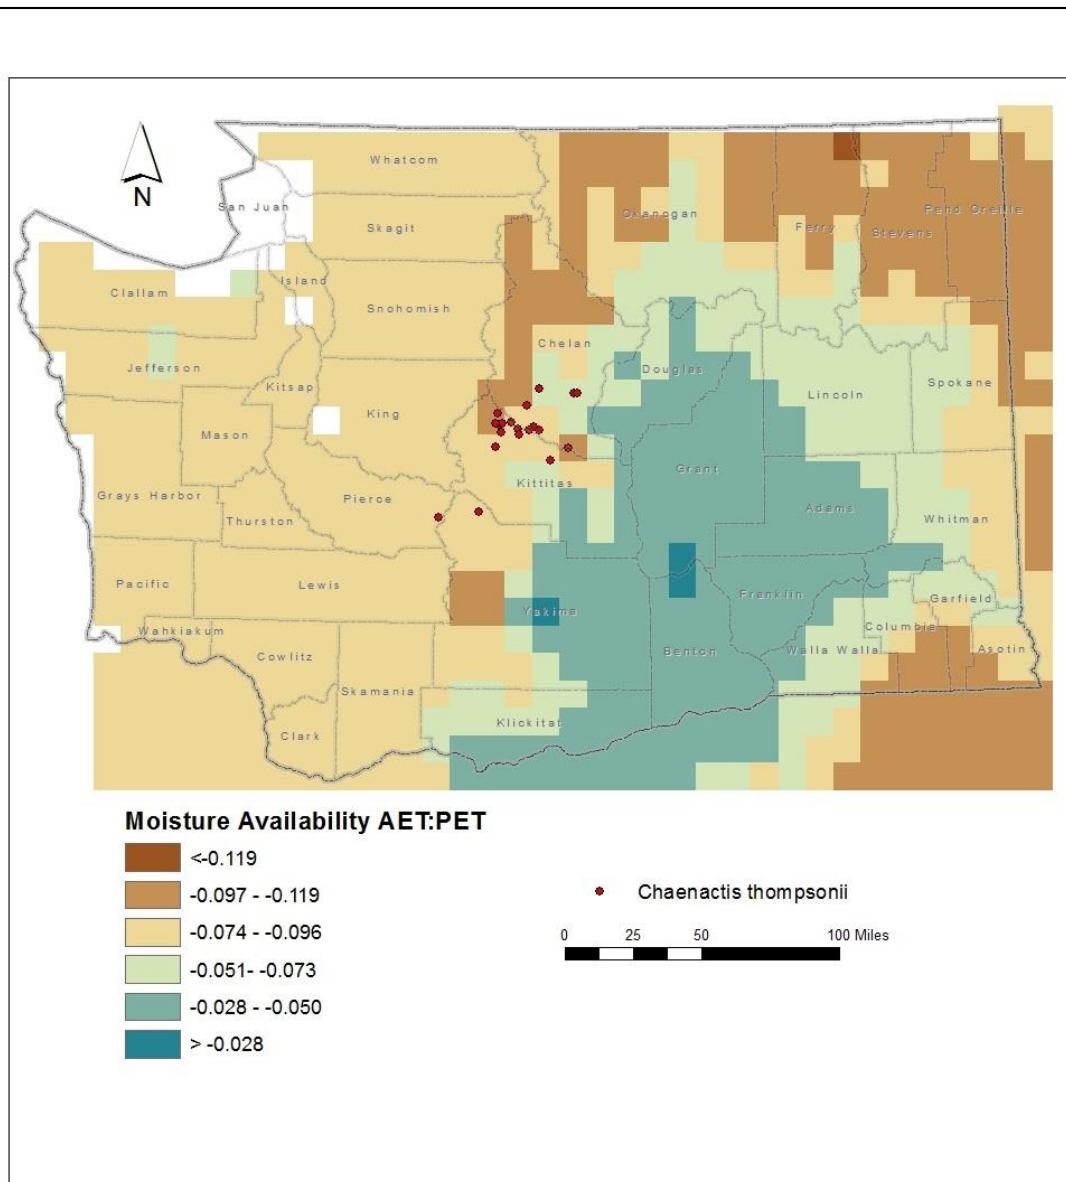 Whatcom
San Juan
Okanogan
Pend Oreille
Skagit
Ferry
Stevens
N
Island
Clallam
Snohomish
Chelan
Jefferson
Douglas
Kitsap
Spokane
Lincoln
King
Mason
Grant
Kittitas
Grays Harbor
Pierce
Adams
Thurston
Whitman
Pacific
Lewis
Franklin
Garfield
Yakima
Columbia
Wahkiakum
Cowlitz
Benton
Walla Walla
Asotin
Skamania
Klickitat
Clark
Moisture Availability AET:PET
<-0.119
-0.097 - -0.119
-0.074 - -0.096
-0.051- -0.073
-0.028 - -0.050
> -0.028
Chaenactis thompsonii
0 25 50 100 Miles